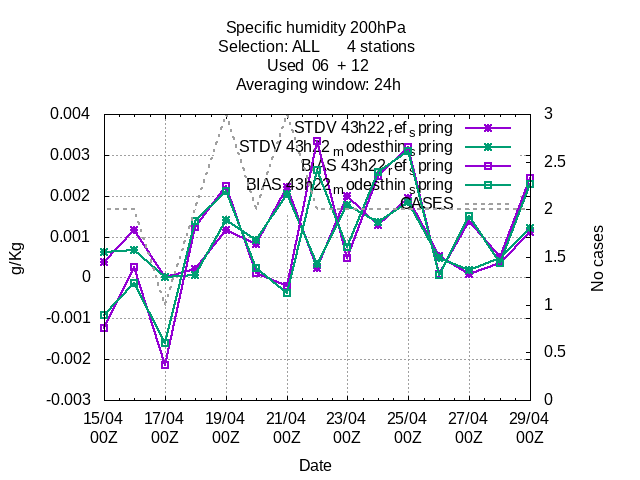 Specific humidity 200hPa
Selection: ALL 4 stations
Used 06 + 12
Averaging window: 24h
STDV 43h22_ref_spring
STDV 43h22_modesthin_spring
BIAS 43h22_ref_spring
BIAS 43h22_modesthin_spring
CASES
0.004
0.003
0.002
0.001
0
-0.001
-0.002
-0.003
g/Kg
3
2.5
2
1.5
1
0.5
0
No cases
15/04 17/04 19/04 21/04 23/04 25/04 27/04 29/04
00Z 00Z 00Z 00Z 00Z 00Z 00Z 00Z
Date